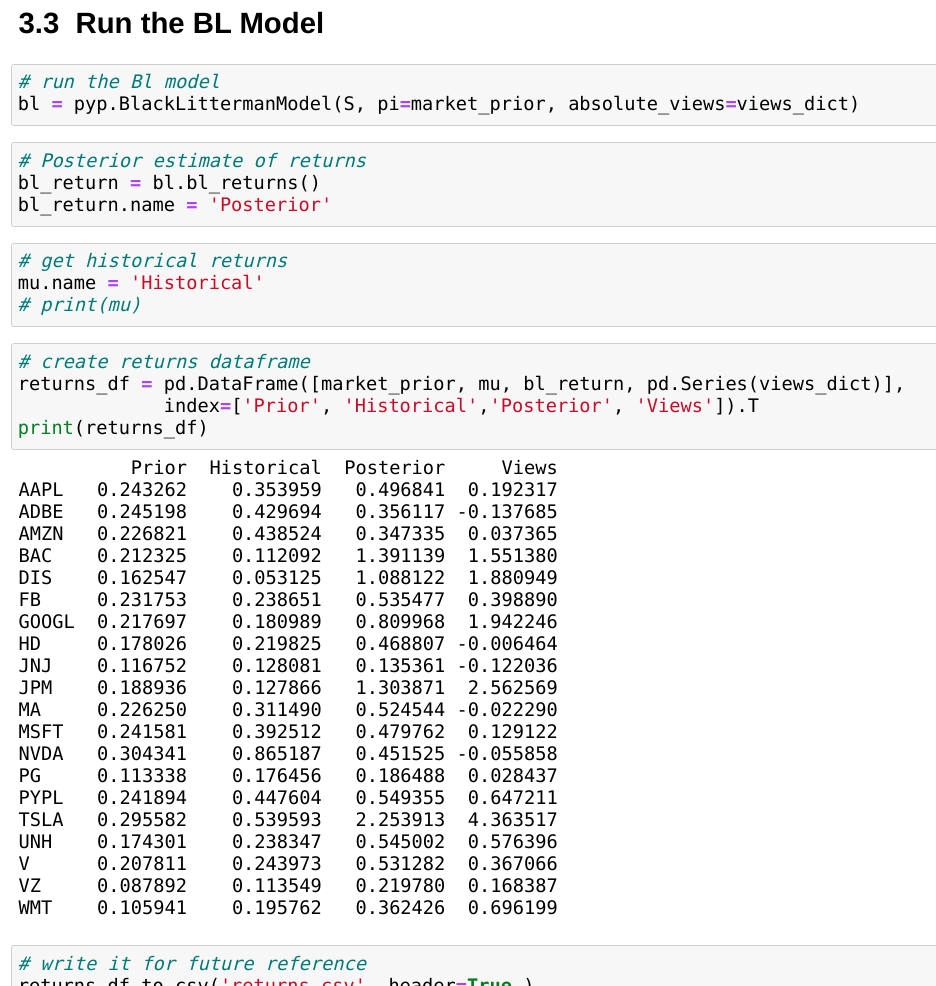 3.3 Run the BL Model
# run the Bl model
bl = pyp.BlackLittermanModel(S, pi=market_prior, absolute_views=views_dict)
# Posterior estimate of returns
bl_return = bl.bl_returns()
bl_return.name = 'Posterior'
# get historical returns
mu.name = 'Historical'
# print(mu)
# create returns dataframe
returns_df = pd.DataFrame([market_prior, mu, bl_return, pd.Series(views_dict)],
             index=['Prior', 'Historical','Posterior', 'Views']).T
print(returns_df)
          Prior  Historical  Posterior     Views
AAPL   0.243262    0.353959   0.496841  0.192317
ADBE   0.245198    0.429694   0.356117 -0.137685
AMZN   0.226821    0.438524   0.347335  0.037365
BAC    0.212325    0.112092   1.391139  1.551380
DIS    0.162547    0.053125   1.088122  1.880949
FB     0.231753    0.238651   0.535477  0.398890
GOOGL  0.217697    0.180989   0.809968  1.942246
HD     0.178026    0.219825   0.468807 -0.006464
JNJ    0.116752    0.128081   0.135361 -0.122036
JPM    0.188936    0.127866   1.303871  2.562569
MA     0.226250    0.311490   0.524544 -0.022290
MSFT   0.241581    0.392512   0.479762  0.129122
NVDA   0.304341    0.865187   0.451525 -0.055858
PG     0.113338    0.176456   0.186488  0.028437
PYPL   0.241894    0.447604   0.549355  0.647211
TSLA   0.295582    0.539593   2.253913  4.363517
UNH    0.174301    0.238347   0.545002  0.576396
V      0.207811    0.243973   0.531282  0.367066
VZ     0.087892    0.113549   0.219780  0.168387
WMT    0.105941    0.195762   0.362426  0.696199
# write it for future reference
returns_df.to_csv('returns.csv', header=True )